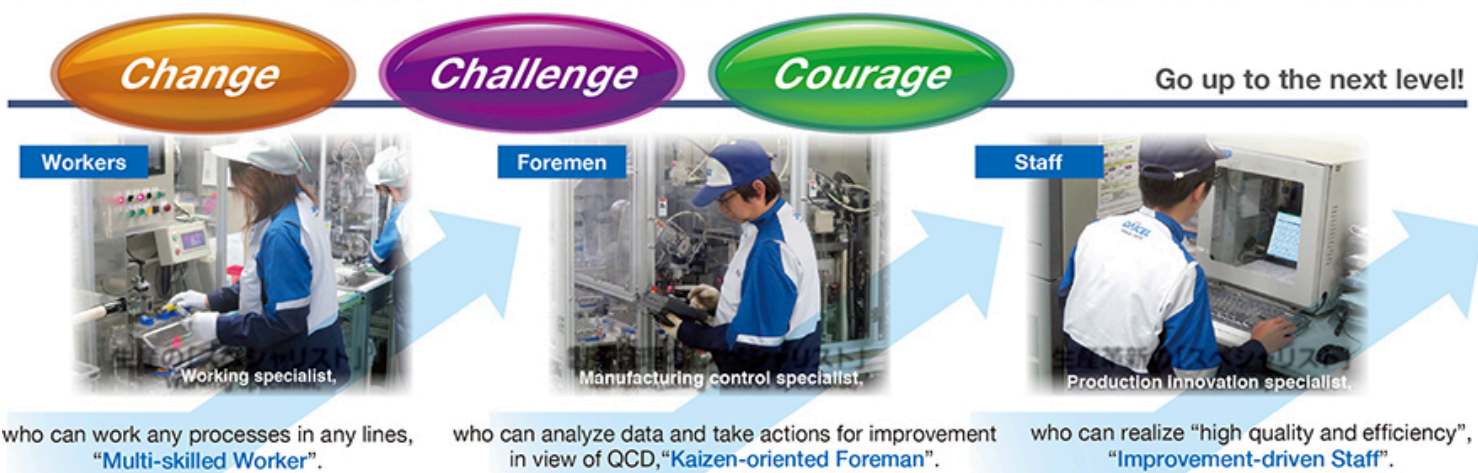 Change
Challenge
Courage
Go up to the next level!
Workers
Foremen
Staff
Working specialist,
Manufacturing control specialist,
Production innovation specialist,
who can work any processes in any lines,
“Multi-skilled Worker”.
who can analyze data and take actions for improvement
in view of QCD,“Kaizen-oriented Foreman”.
who can realize “high quality and efficiency”,
“Improvement-driven Staff”.